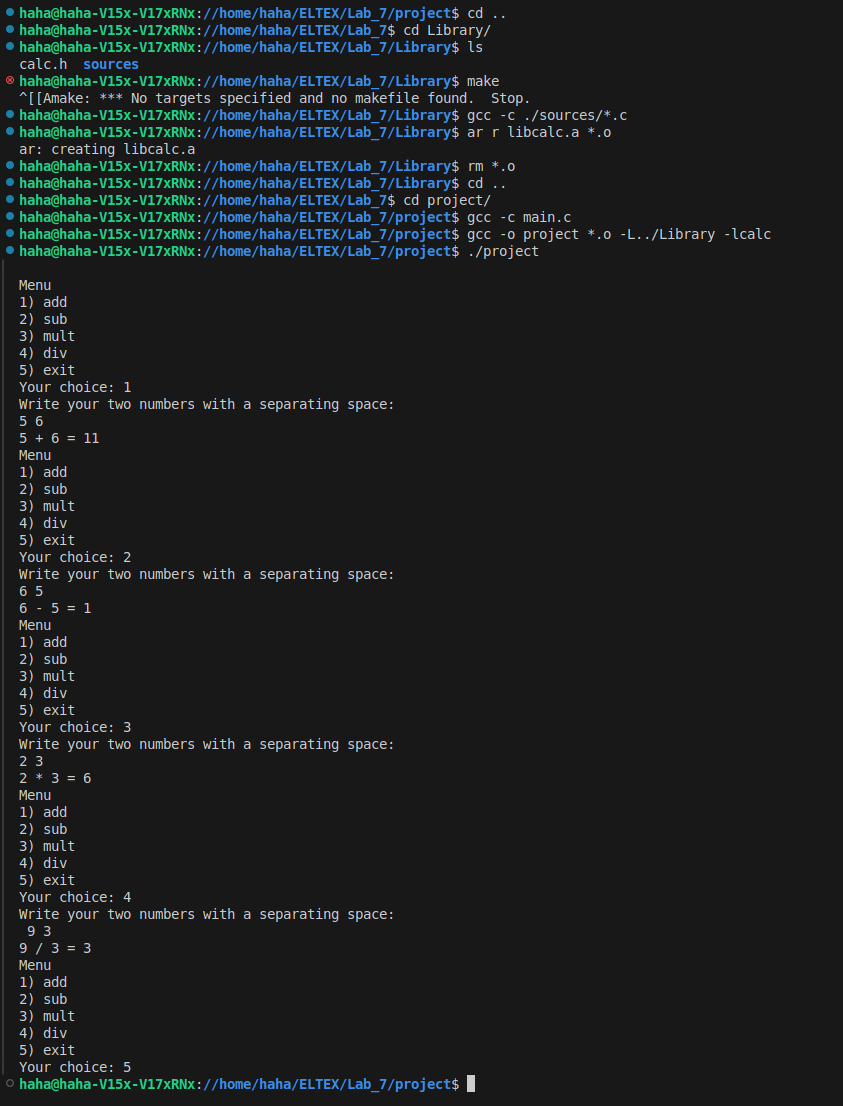 haha@haha-V15x-V17xRNx://home/haha/ELTEX/Lab_7/project$ cd ..
haha@haha-V15x-V17xRNx://home/haha/ELTEX/Lab_7$ cd Library/
haha@haha-V15x-V17xRNx://home/haha/ELTEX/Lab_7/Library$ ls
calc.h  sources
haha@haha-V15x-V17xRNx://home/haha/ELTEX/Lab_7/Library$ make
^[[Amake: *** No targets specified and no makefile found.  Stop.
haha@haha-V15x-V17xRNx://home/haha/ELTEX/Lab_7/Library$ gcc -c ./sources/*.c
haha@haha-V15x-V17xRNx://home/haha/ELTEX/Lab_7/Library$ ar r libcalc.a *.o
ar: creating libcalc.a
haha@haha-V15x-V17xRNx://home/haha/ELTEX/Lab_7/Library$ rm *.o
haha@haha-V15x-V17xRNx://home/haha/ELTEX/Lab_7/Library$ cd ..
haha@haha-V15x-V17xRNx://home/haha/ELTEX/Lab_7$ cd project/
haha@haha-V15x-V17xRNx://home/haha/ELTEX/Lab_7/project$ gcc -c main.c
haha@haha-V15x-V17xRNx://home/haha/ELTEX/Lab_7/project$ gcc -o project *.o -L../Library -lcalc
haha@haha-V15x-V17xRNx://home/haha/ELTEX/Lab_7/project$ ./project
Menu
1) add
2) sub
3) mult
4) div
5) exit
Your choice: 1
Write your two numbers with a separating space:
5 6
5 + 6 = 11
Menu
1) add
2) sub
3) mult
4) div
5) exit
Your choice: 2
Write your two numbers with a separating space:
6 5
6 - 5 = 1
Menu
1) add
2) sub
3) mult
4) div
5) exit
Your choice: 3
Write your two numbers with a separating space:
2 3
2 * 3 = 6
Menu
1) add
2) sub
3) mult
4) div
5) exit
Your choice: 4
Write your two numbers with a separating space:
 9 3
9 / 3 = 3
Menu
1) add
2) sub
3) mult
4) div
5) exit
Your choice: 5
haha@haha-V15x-V17xRNx://home/haha/ELTEX/Lab_7/project$